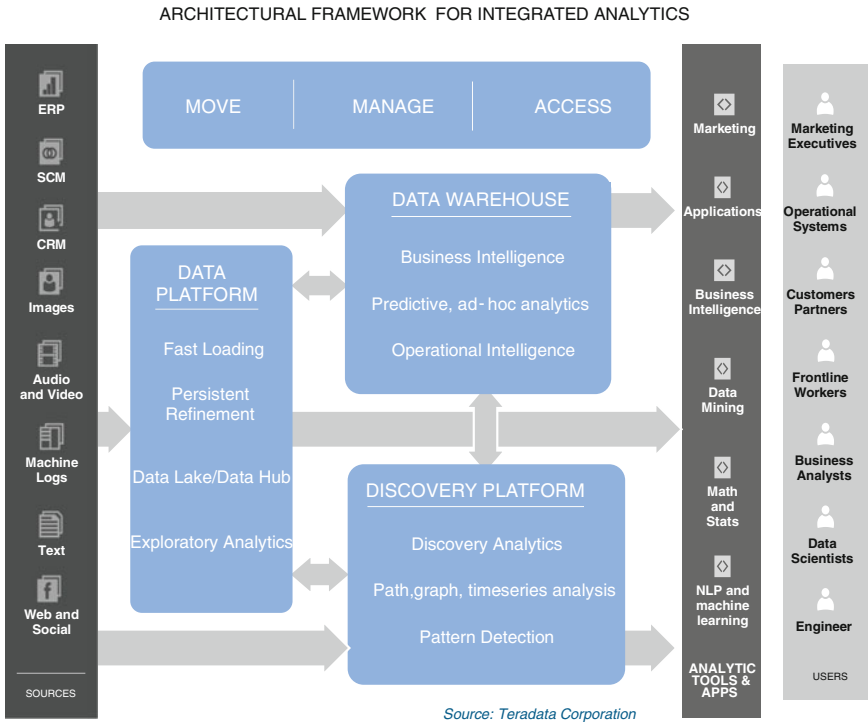 ARCHITECTURAL FRAMEWORK FOR INTEGRATED ANALYTICS
ERP
SCM
CRM
Images
Audio
and Video
Machine
Logs
Text
Web and
Social
SOURCES
MOVE
MANAGE
ACCESS
DATA
PLATFORM
Fast Loading
Persistent
Refinement
Data Lake/Data Hub
Exploratory Analytics
DATA WAREHOUSE
Business Intelligence
Predictive, ad-hoc analytics
Operational Intelligence
DISCOVERY PLATFORM
Discovery Analytics
Path,graph, timeseries analysis
Pattern Detection
Marketing
Applications
Business
Intelligence
Data
Mining
Math
and
Stats
NLP and
machine
learning
ANALYTIC
TOOLS &
APPS
Marketing
Executives
Operational
Systems
Customers
Partners
Frontline
Workers
Business
Analysts
Data
Scientists
Engineer
USERS
Source: Teradata Corporation